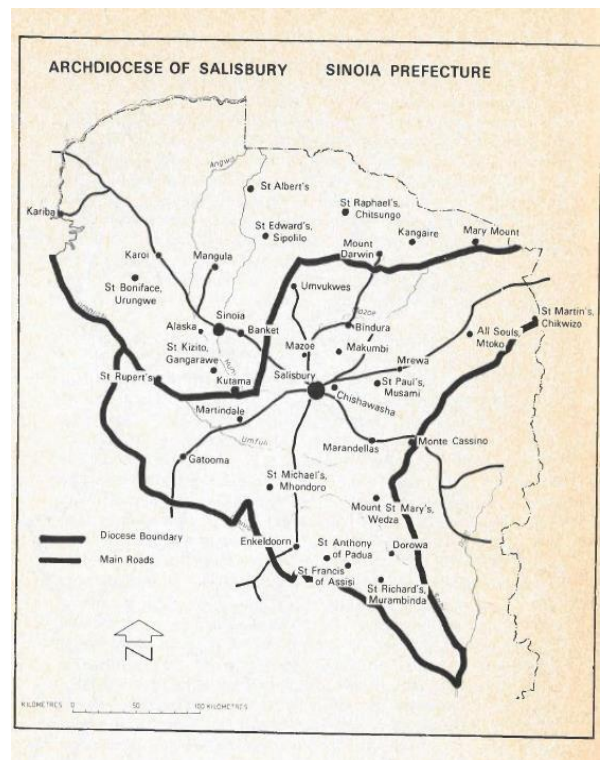 ARCHDIOCESE OF SALISBURY SINOIA PREFECTURE
Angwa
St Albert's
St Raphael's,
Chitsungo
Kariba
St Edward's,
Sipolilo
Kangaire
Mary Mount
Mount
Darwin
Karoi
Mangula
St Boniface,
Urungwe
Umvukwes
Mazoe
Bindura
St Martin's,
Chikwizo
Sinoia
Alaska
Banket
All Souls,
Mtoko
St Kizito,
Gangarawe
Mazoe
Makumbi
Mrewa
Hunyani
St Rupert's
Kutama
Salisbury
St Paul's,
Musami
Chishawasha
Martindale
Umfuli
Marandellas
Monte Cassino
Gatooma
St Michael's,
Mhondoro
Mount St Mary's,
Wedza
Diocese Boundary
Main Roads
Enkeldoorn
St Anthony
of Padua
Dorowa
St Francis
of Assisi
St Richard's,
Murambinda
N
KILOMETRES 0 50 100 KILOMETRES